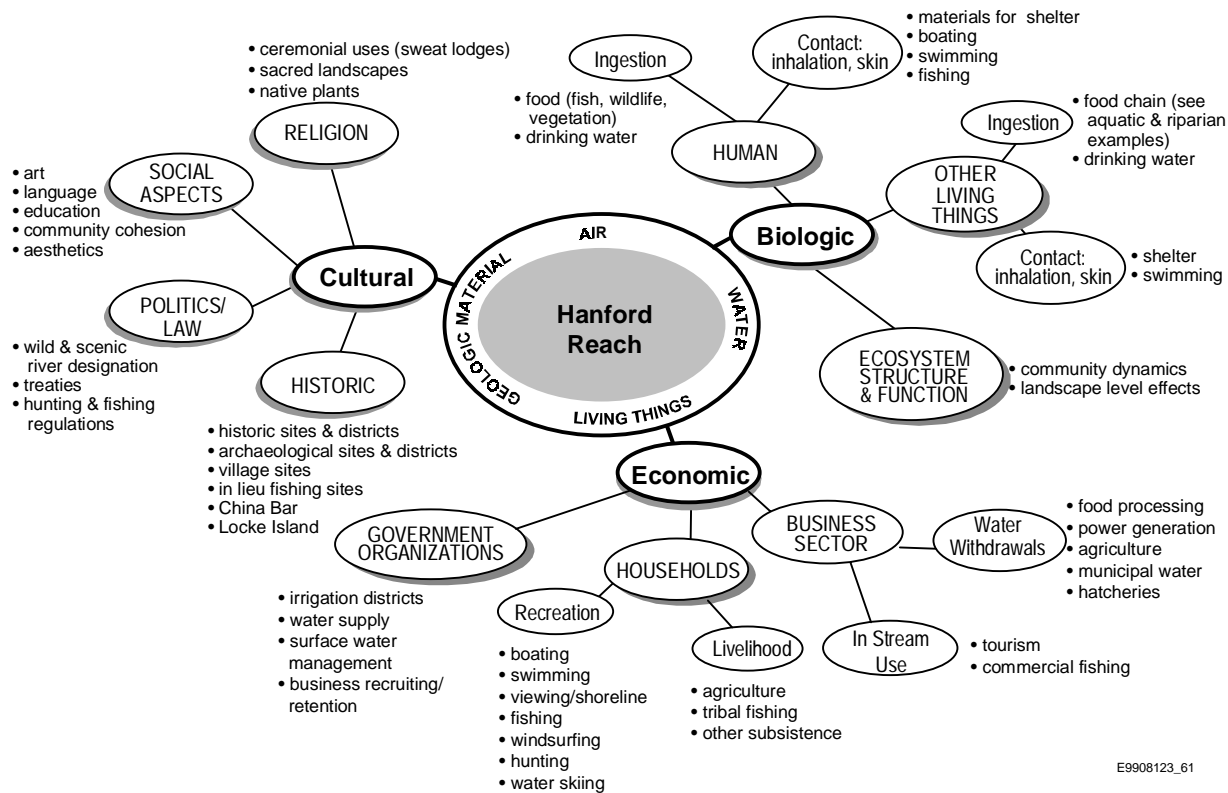 • ceremonial uses (sweat lodges)
• sacred landscapes
• native plants
RELIGION
SOCIAL
ASPECTS
• art
• language
• education
• community cohesion
• aesthetics
Cultural
POLITICS/
LAW
• wild & scenic
river designation
• treaties
• hunting & fishing
regulations
HISTORIC
• historic sites & districts
• archaeological sites & districts
• village sites
• in lieu fishing sites
• China Bar
• Locke Island
AIR
WATER
LIVING THINGS
GEOLOGIC MATERIAL
Hanford
Reach
Ingestion
• food (fish, wildlife,
vegetation)
• drinking water
Contact:
inhalation, skin
• materials for shelter
• boating
• swimming
• fishing
HUMAN
Biologic
Ingestion
• food chain (see
aquatic & riparian
examples)
• drinking water
OTHER
LIVING
THINGS
Contact:
inhalation, skin
• shelter
• swimming
ECOSYSTEM
STRUCTURE
& FUNCTION
• community dynamics
• landscape level effects
Economic
GOVERNMENT
ORGANIZATIONS
• irrigation districts
• water supply
• surface water
management
• business recruiting/
retention
HOUSEHOLDS
Recreation
• boating
• swimming
• viewing/shoreline
• fishing
• windsurfing
• hunting
• water skiing
Livelihood
• agriculture
• tribal fishing
• other subsistence
BUSINESS
SECTOR
Water
Withdrawals
• food processing
• power generation
• agriculture
• municipal water
• hatcheries
In Stream
Use
• tourism
• commercial fishing
E9908123_61